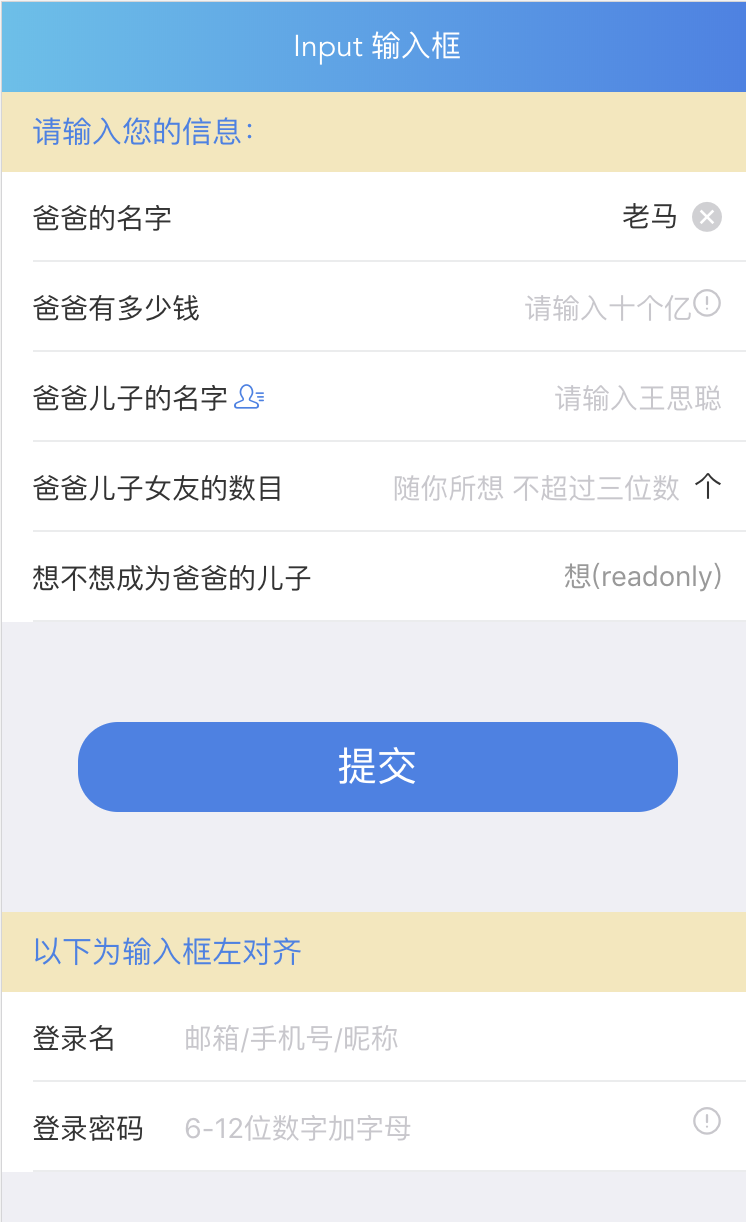 Input 输入框
请输入您的信息：
爸爸的名字 老马
爸爸有多少钱 请输入十个亿
爸爸儿子的名字 请输入王思聪
爸爸儿子女友的数目 随你所想 不超过三位数 个
想不想成为爸爸的儿子 想(readonly)
提交
以下为输入框左对齐
登录名 邮箱/手机号/昵称
登录密码 6-12位数字加字母